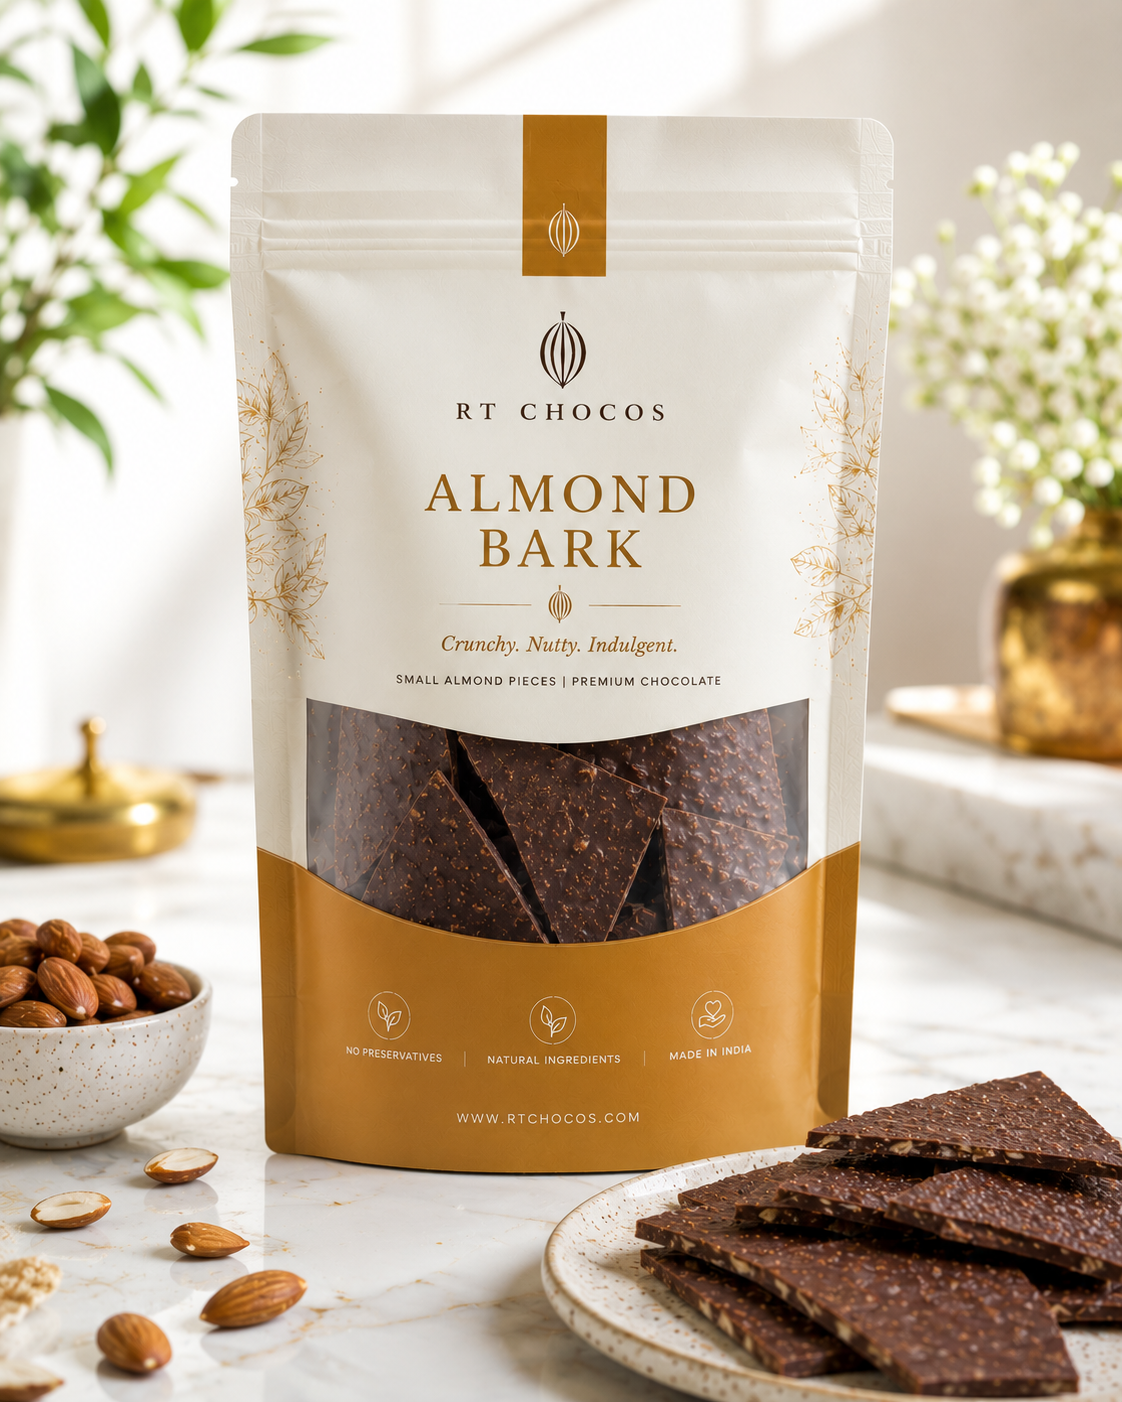 RT CHOCOS
ALMOND
BARK
Crunchy. Nutty. Indulgent.
SMALL ALMOND PIECES | PREMIUM CHOCOLATE
NO PRESERVATIVES | NATURAL INGREDIENTS | MADE IN INDIA
WWW.RTCHOCOS.COM